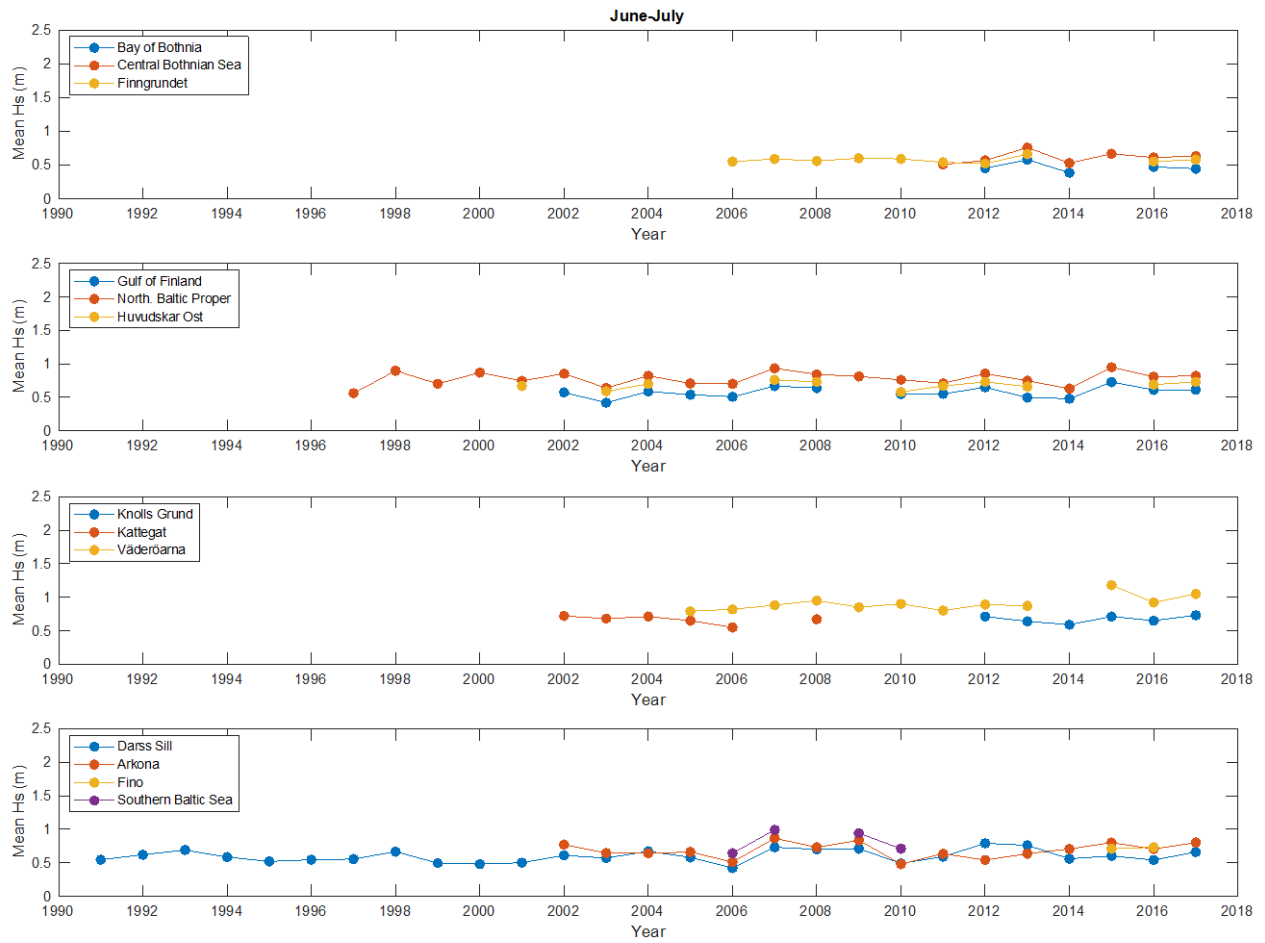 June-July
2.5
2
1.5
1
0.5
0
Mean Hs (m)
Bay of Bothnia
Central Bothnian Sea
Finngrundet
1990 1992 1994 1996 1998 2000 2002 2004 2006 2008 2010 2012 2014 2016 2018
Year
2.5
2
1.5
1
0.5
0
Mean Hs (m)
Gulf of Finland
North. Baltic Proper
Huvudskar Ost
1990 1992 1994 1996 1998 2000 2002 2004 2006 2008 2010 2012 2014 2016 2018
Year
2.5
2
1.5
1
0.5
0
Mean Hs (m)
Knolls Grund
Kattegat
Väderöarna
1990 1992 1994 1996 1998 2000 2002 2004 2006 2008 2010 2012 2014 2016 2018
Year
2.5
2
1.5
1
0.5
0
Mean Hs (m)
Darss Sill
Arkona
Fino
Southern Baltic Sea
1990 1992 1994 1996 1998 2000 2002 2004 2006 2008 2010 2012 2014 2016 2018
Year